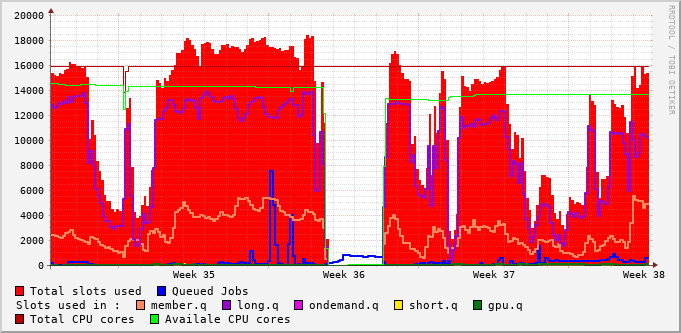 RRDTOOL / TOBI OETIKER
20000
18000
16000
14000
12000
10000
8000
6000
4000
2000
0
Week 35 Week 36 Week 37 Week 38
Total slots used Queued Jobs
Slots used in : member.q long.q ondemand.q short.q gpu.q
Total CPU cores Availale CPU cores